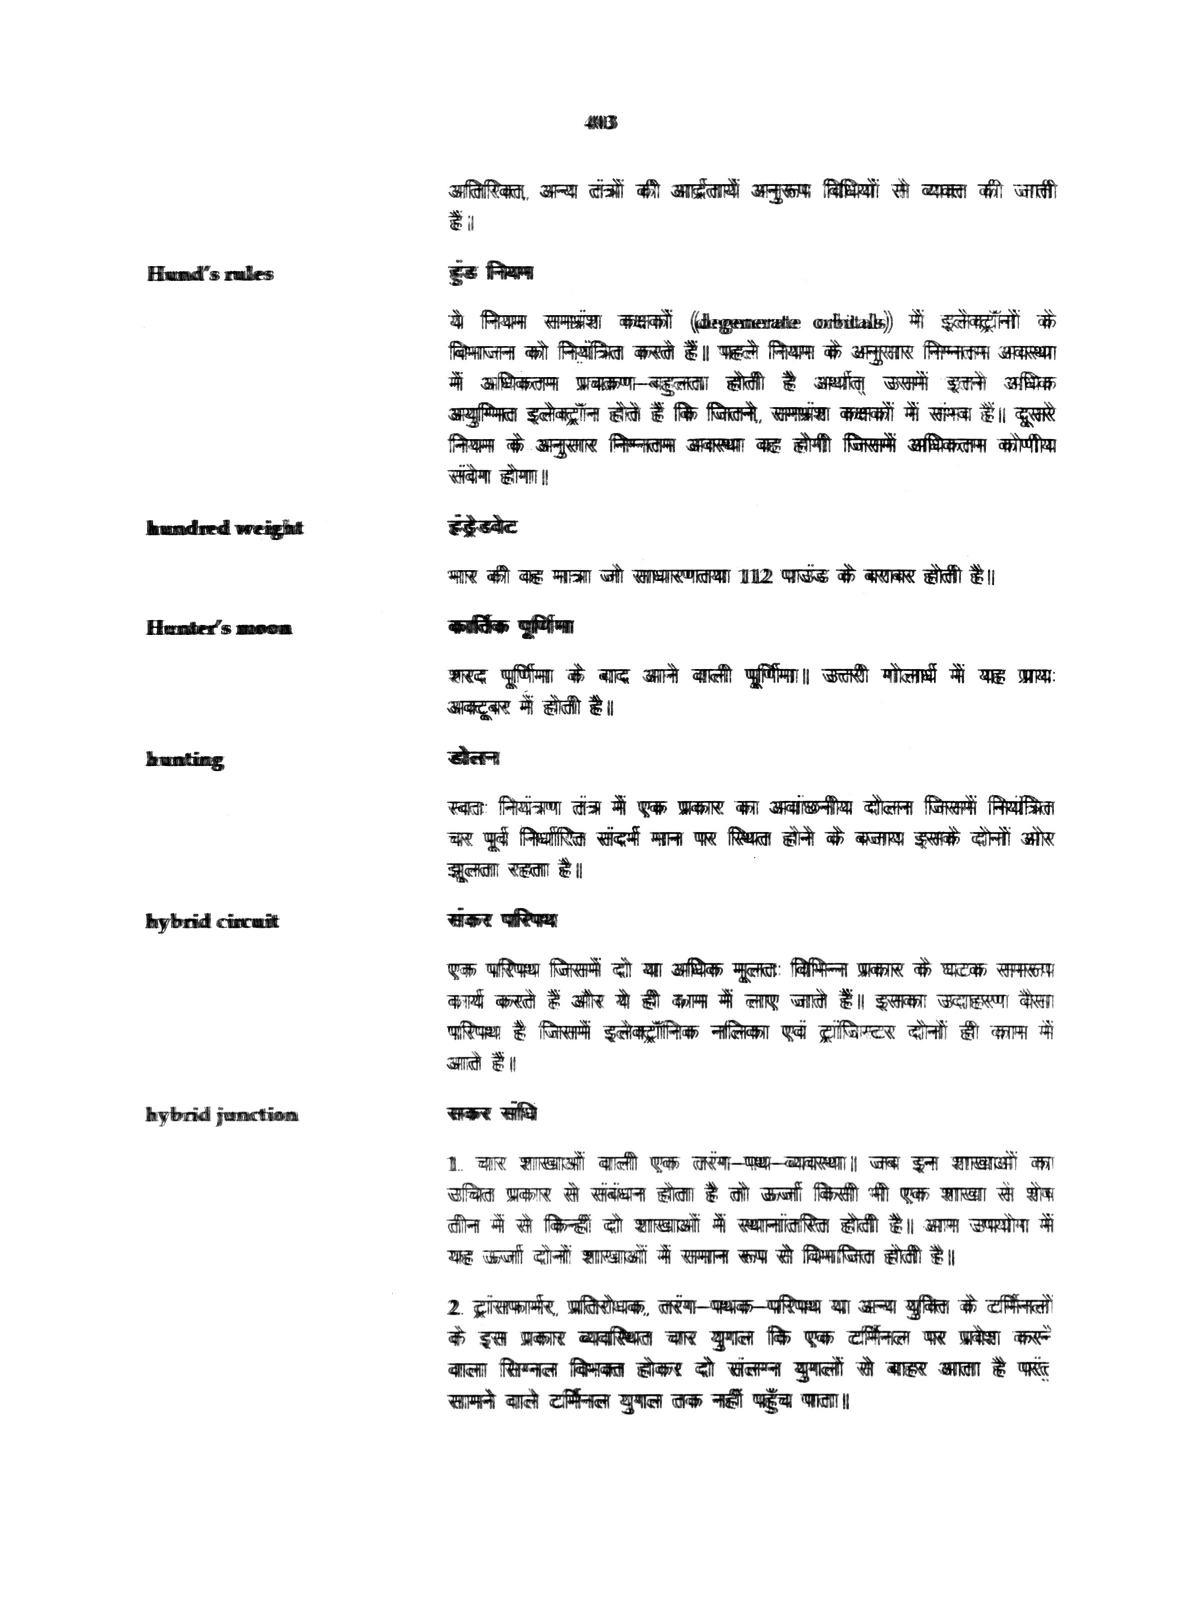 403
अतिरिक्त, अन्य तंत्रों की आर्द्रतायें अनुरूप विधियों से व्यक्त की जाती
हैं।
Hund's rules
हुंड नियम
ये नियम समभ्रंश कक्षकों (degenerate orbitals) में इलेक्ट्रॉनों के
विभाजन को नियंत्रित करते हैं। पहले नियम के अनुसार निम्नतम अवस्था
में अधिकतम प्रचक्रण-बहुलता होती है अर्थात् उसमें इतने अधिक
अयुग्मित इलेक्ट्रॉन होते हैं कि जितने, समभ्रंश कक्षकों में संभव हैं। दूसरे
नियम के अनुसार निम्नतम अवस्था वह होगी जिसमें अधिकतम कोणीय
संवेग होगा।
hundred weight
हंड्रेडवेट
भार की वह मात्रा जो साधारणतया 112 पाउंड के बराबर होती है।
Hunter's moon
कार्तिक पूर्णिमा
शरद पूर्णिमा के बाद आने वाली पूर्णिमा। उत्तरी गोलार्ध में यह प्रायः
अक्टूबर में होती है।
hunting
डोलन
स्वतः नियंत्रण तंत्र में एक प्रकार का अवांछनीय दोलन जिसमें नियंत्रित
चर पूर्व निर्धारित संदर्भ मान पर स्थित होने के बजाय इसके दोनों ओर
झूलता रहता है।
hybrid circuit
संकर परिपथ
एक परिपथ जिसमें दो या अधिक मूलतः विभिन्न प्रकार के घटक समरूप
कार्य करते हैं और ये ही काम में लाए जाते हैं। इसका उदाहरण वैसा
परिपथ है जिसमें इलेक्ट्रॉनिक नलिका एवं ट्रांजिस्टर दोनों ही काम में
आते हैं।
hybrid junction
सकर संधि
1. चार शाखाओं वाली एक तरंग-पथ-व्यवस्था। जब इन शाखाओं का
उचित प्रकार से संबंधन होता है तो ऊर्जा किसी भी एक शाखा से शेष
तीन में से किन्हीं दो शाखाओं में स्थानांतरित होती है। आम उपयोग में
यह ऊर्जा दोनों शाखाओं में समान रूप से विभाजित होती है।
2. ट्रांसफार्मर, प्रतिरोधक, तरंग-पथक-परिपथ या अन्य युक्ति के टर्मिनलों
के इस प्रकार व्यवस्थित चार युगल कि एक टर्मिनल पर प्रवेश करने
वाला सिग्नल विभक्त होकर दो संलग्न युगलों से बाहर आता है परंतु
सामने वाले टर्मिनल युगल तक नहीं पहुँच पाता।